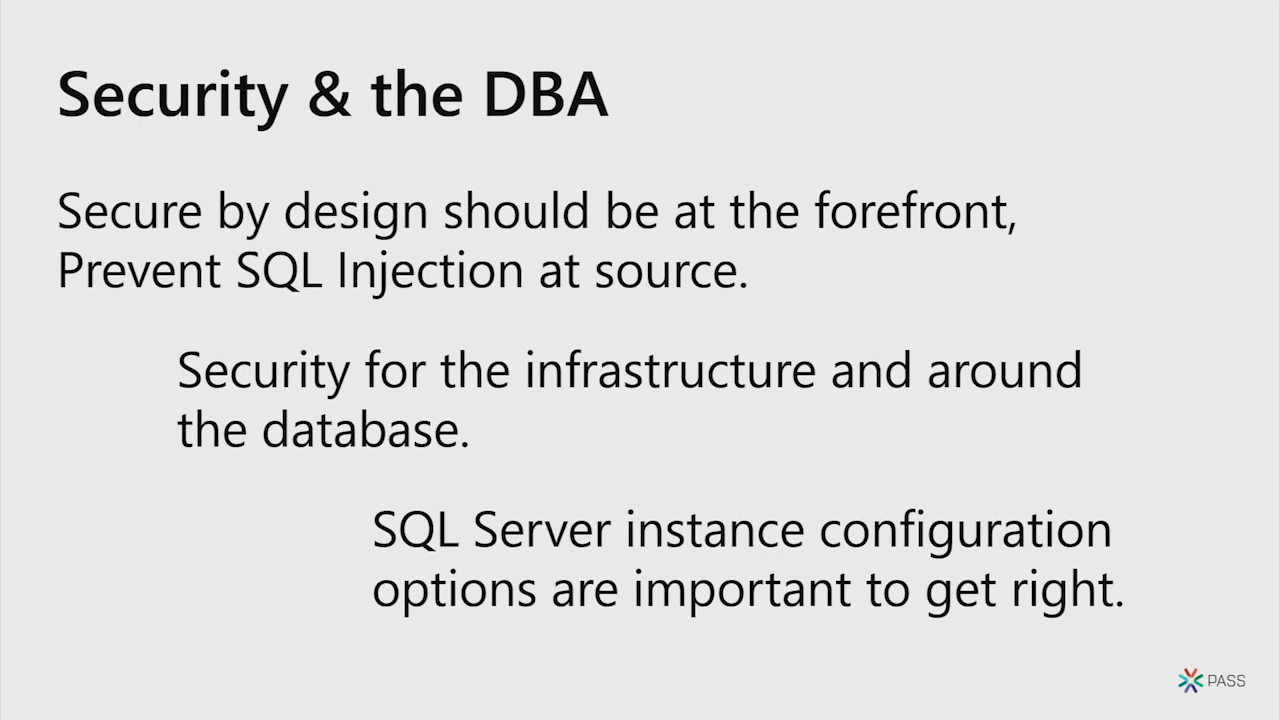 Security & the DBA
Secure by design should be at the forefront,
Prevent SQL Injection at source.
Security for the infrastructure and around
the database.
SQL Server instance configuration
options are important to get right.
PASS